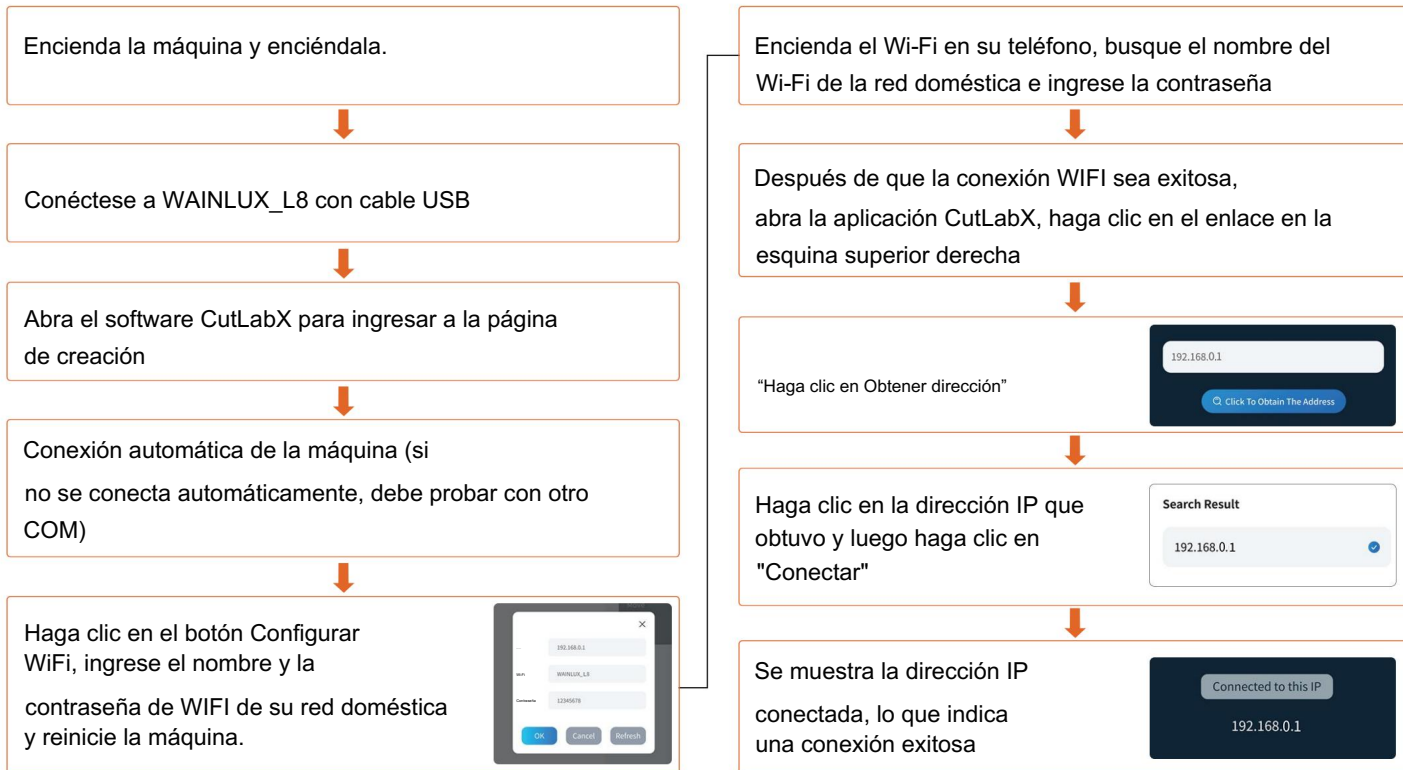 Encienda la máquina y enciéndala.
Conéctese a WAINLUX_L8 con cable USB
Abra el software CutLabX para ingresar a la página
de creación
Conexión automática de la máquina (si
no se conecta automáticamente, debe probar con otro
COM)
Haga clic en el botón Configurar
WiFi, ingrese el nombre y la
contraseña de WIFI de su red doméstica
y reinicie la máquina.
192.168.0.1
WAINLUX_L8
12345678
OK
Cancel
Refresh
Encienda el Wi-Fi en su teléfono, busque el nombre del
Wi-Fi de la red doméstica e ingrese la contraseña
Después de que la conexión WIFI sea exitosa,
abra la aplicación CutLabX, haga clic en el enlace en la
esquina superior derecha
“Haga clic en Obtener dirección”
192.168.0.1
Click To Obtain The Address
Haga clic en la dirección IP que
obtuvo y luego haga clic en
"Conectar"
Search Result
192.168.0.1
Se muestra la dirección IP
conectada, lo que indica
una conexión exitosa
Connected to this IP
192.168.0.1